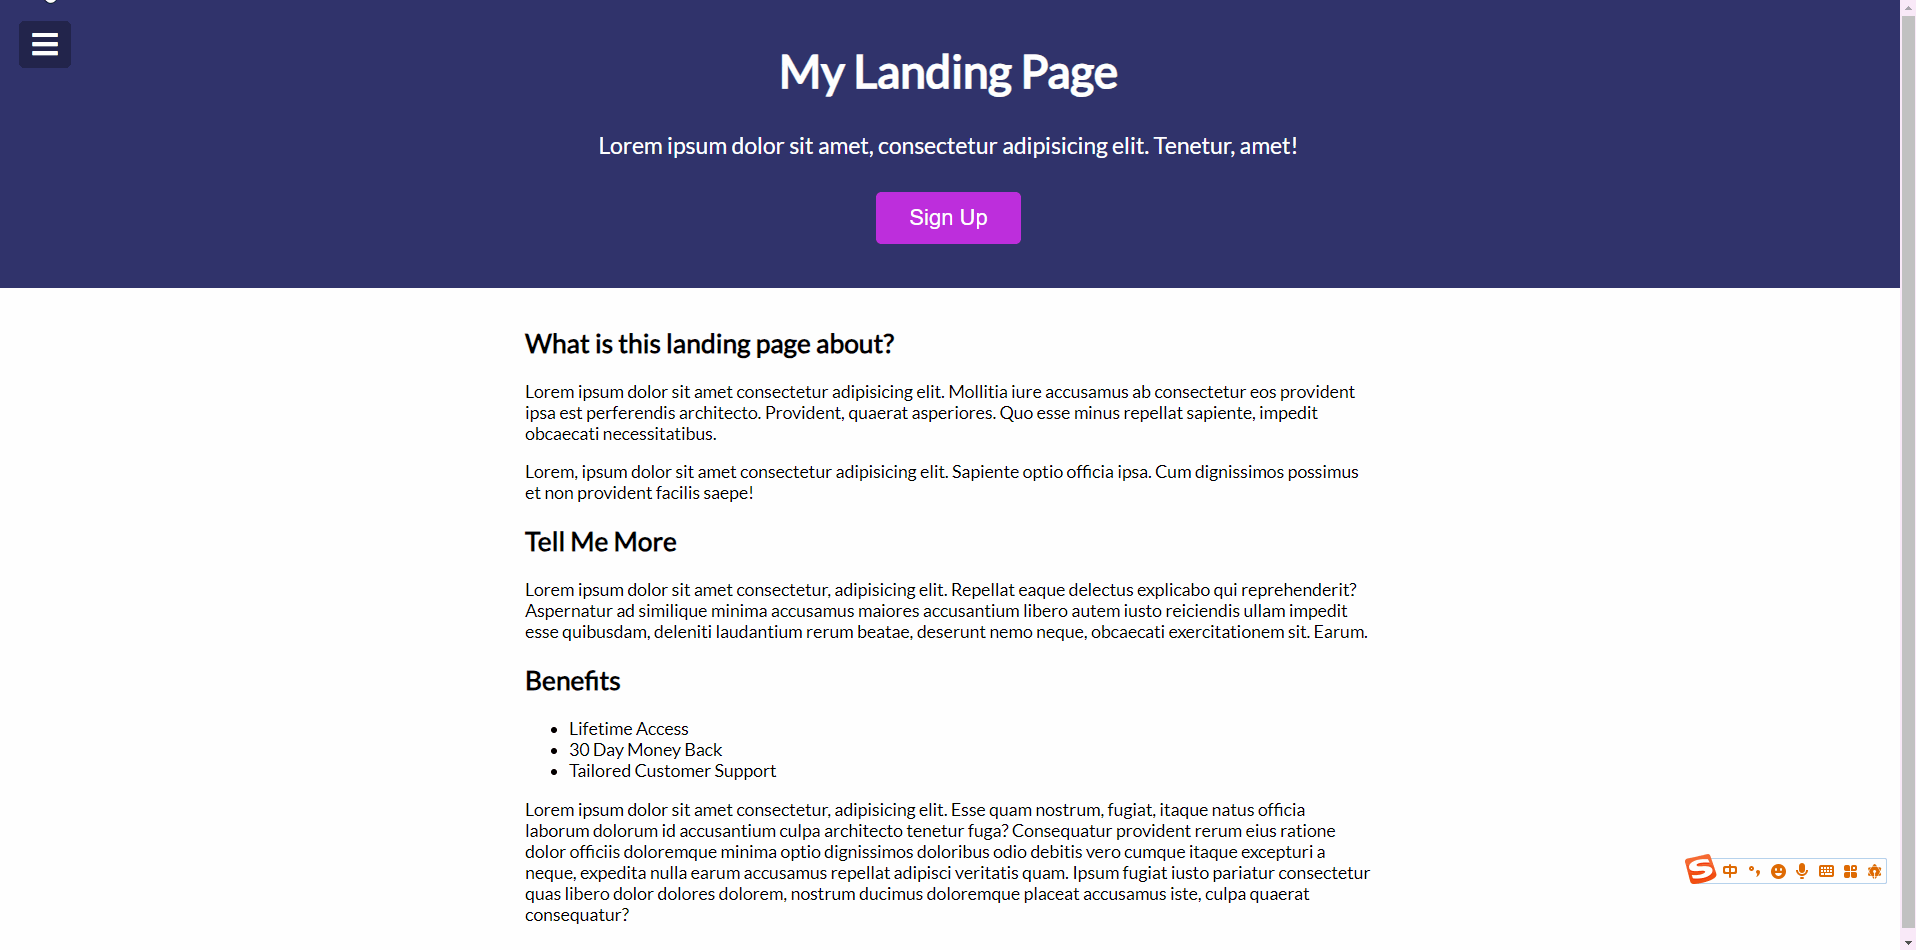 My Landing Page
Lorem ipsum dolor sit amet, consectetur adipisicing elit. Tenetur, amet!
Sign Up
What is this landing page about?
Lorem ipsum dolor sit amet consectetur adipisicing elit. Mollitia iure accusamus ab consectetur eos provident
ipsa est perferendis architecto. Provident, quaerat asperiores. Quo esse minus repellat sapiente, impedit
obcaecati necessitatibus.
Lorem, ipsum dolor sit amet consectetur adipisicing elit. Sapiente optio officia ipsa. Cum dignissimos possimus
et non provident facilis saepe!
Tell Me More
Lorem ipsum dolor sit amet consectetur, adipisicing elit. Repellat eaque delectus explicabo qui reprehenderit?
Aspernatur ad similique minima accusamus maiores accusantium libero autem iusto reiciendis ullam impedit
esse quibusdam, deleniti laudantium rerum beatae, deserunt nemo neque, obcaecati exercitationem sit. Earum.
Benefits
• Lifetime Access
• 30 Day Money Back
• Tailored Customer Support
Lorem ipsum dolor sit amet consectetur, adipisicing elit. Esse quam nostrum, fugiat, itaque natus officia
laborum dolorum id accusantium culpa architecto tenetur fuga? Consequatur provident rerum eius ratione
dolor officiis doloremque minima optio dignissimos doloribus odio debitis vero cumque itaque excepturi a
neque, expedita nulla earum accusamus repellat adipisci veritatis quam. Ipsum fugiat iusto pariatur consectetur
quas libero dolor dolores dolorem, nostrum ducimus doloremque placeat accusamus iste, culpa quaerat
consequatur?
S 中